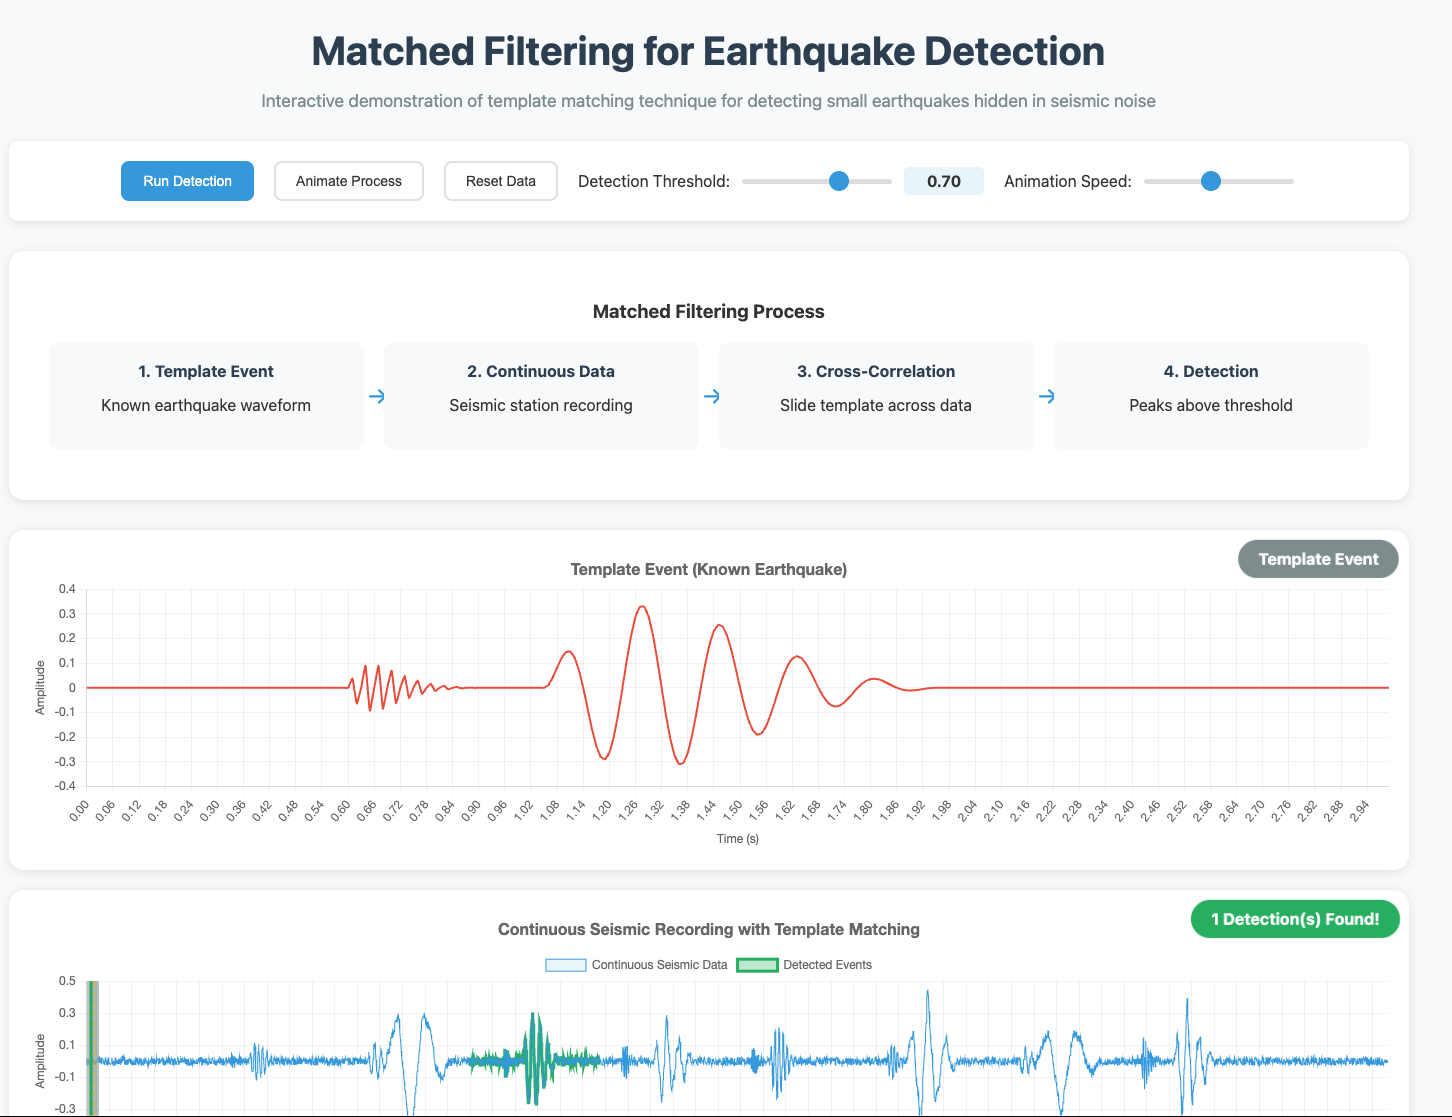 Matched Filtering for Earthquake Detection
Interactive demonstration of template matching technique for detecting small earthquakes hidden in seismic noise
Run Detection Animate Process Reset Data Detection Threshold: 0.70 Animation Speed:
Matched Filtering Process
1. Template Event
Known earthquake waveform
→
2. Continuous Data
Seismic station recording
→
3. Cross-Correlation
Slide template across data
→
4. Detection
Peaks above threshold
Template Event
Template Event (Known Earthquake)
Amplitude
0.4
0.3
0.2
0.1
0
-0.1
-0.2
-0.3
-0.4
0.00 0.06 0.12 0.18 0.24 0.30 0.36 0.42 0.48 0.54 0.60 0.66 0.72 0.78 0.84 0.90 0.96 1.02 1.08 1.14 1.20 1.26 1.32 1.38 1.44 1.50 1.56 1.62 1.68 1.74 1.80 1.86 1.92 1.98 2.04 2.10 2.16 2.22 2.28 2.34 2.40 2.46 2.52 2.58 2.64 2.70 2.76 2.82 2.88 2.94
Time (s)
1 Detection(s) Found!
Continuous Seismic Recording with Template Matching
Continuous Seismic Data Detected Events
Amplitude
0.5
0.3
0.1
-0.1
-0.3